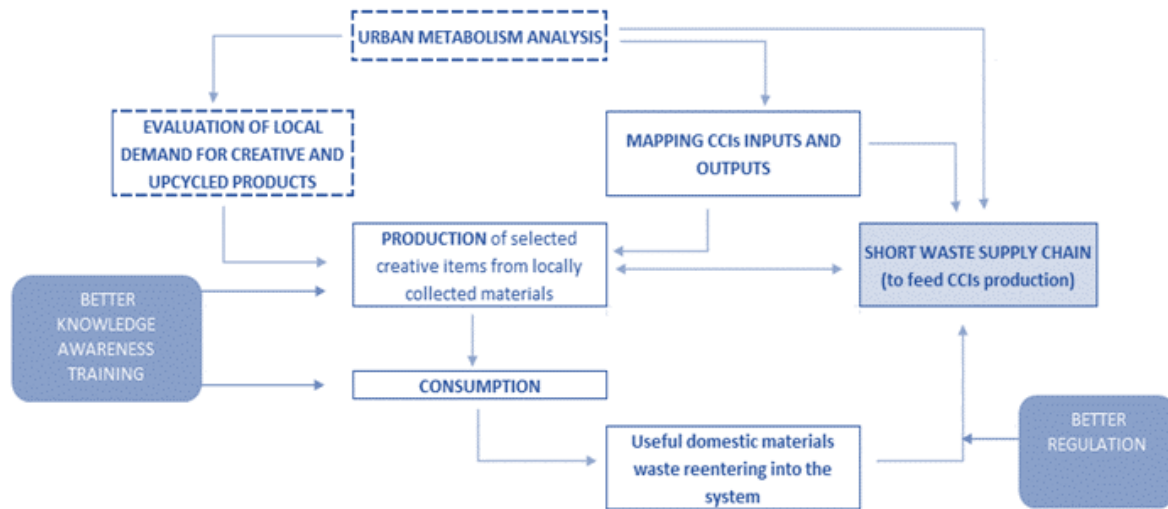 URBAN METABOLISM ANALYSIS
EVALUATION OF LOCAL
DEMAND FOR CREATIVE AND
UPCYCLED PRODUCTS
MAPPING CCIs INPUTS AND
OUTPUTS
PRODUCTION of selected
creative items from locally
collected materials
SHORT WASTE SUPPLY CHAIN
(to feed CCIs production)
BETTER
KNOWLEDGE
AWARENESS
TRAINING
CONSUMPTION
Useful domestic materials
waste reentering into the
system
BETTER
REGULATION